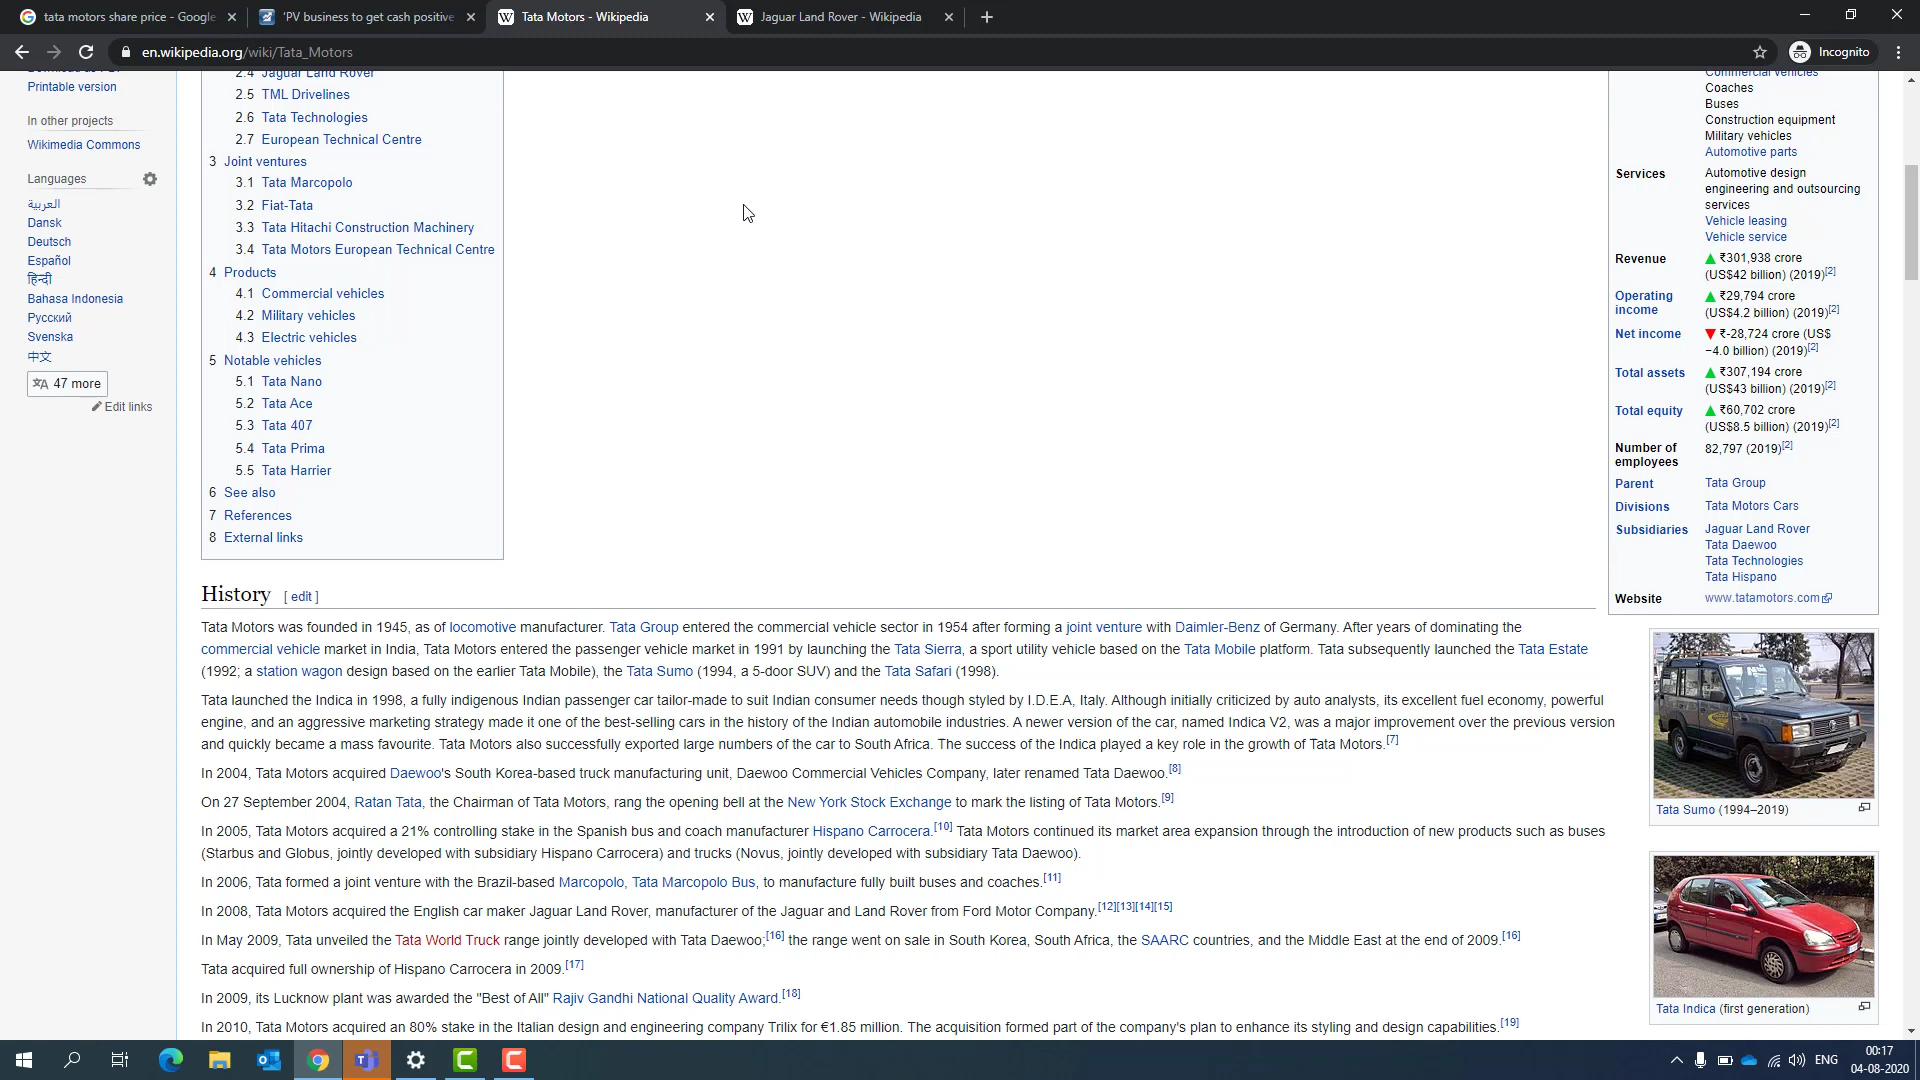 tata motors share price - Google
'PV business to get cash positive
Tata Motors - Wikipedia
Jaguar Land Rover - Wikipedia
en.wikipedia.org/wiki/Tata_Motors
Incognito
Printable version
In other projects
Wikimedia Commons
Languages
العربية
Dansk
Deutsch
Español
हिन्दी
Bahasa Indonesia
Русский
Svenska
中文
47 more
Edit links
2.4 Jaguar Land Rover
2.5 TML Drivelines
2.6 Tata Technologies
2.7 European Technical Centre
3 Joint ventures
3.1 Tata Marcopolo
3.2 Fiat-Tata
3.3 Tata Hitachi Construction Machinery
3.4 Tata Motors European Technical Centre
4 Products
4.1 Commercial vehicles
4.2 Military vehicles
4.3 Electric vehicles
5 Notable vehicles
5.1 Tata Nano
5.2 Tata Ace
5.3 Tata 407
5.4 Tata Prima
5.5 Tata Harrier
6 See also
7 References
8 External links
Commercial vehicles
Coaches
Buses
Construction equipment
Military vehicles
Automotive parts
Services Automotive design
engineering and outsourcing
services
Vehicle leasing
Vehicle service
Revenue ▲ ₹301,938 crore
(US$42 billion) (2019)[2]
Operating income ▲ ₹29,794 crore
(US$4.2 billion) (2019)[2]
Net income ▼ ₹-28,724 crore (US$
−4.0 billion) (2019)[2]
Total assets ▲ ₹307,194 crore
(US$43 billion) (2019)[2]
Total equity ▲ ₹60,702 crore
(US$8.5 billion) (2019)[2]
Number of employees 82,797 (2019)[2]
Parent Tata Group
Divisions Tata Motors Cars
Subsidiaries Jaguar Land Rover
Tata Daewoo
Tata Technologies
Tata Hispano
Website www.tatamotors.com
History [ edit ]
Tata Motors was founded in 1945, as of locomotive manufacturer. Tata Group entered the commercial vehicle sector in 1954 after forming a joint venture with Daimler-Benz of Germany. After years of dominating the
commercial vehicle market in India, Tata Motors entered the passenger vehicle market in 1991 by launching the Tata Sierra, a sport utility vehicle based on the Tata Mobile platform. Tata subsequently launched the Tata Estate
(1992; a station wagon design based on the earlier Tata Mobile), the Tata Sumo (1994, a 5-door SUV) and the Tata Safari (1998).
Tata launched the Indica in 1998, a fully indigenous Indian passenger car tailor-made to suit Indian consumer needs though styled by I.D.E.A, Italy. Although initially criticized by auto analysts, its excellent fuel economy, powerful
engine, and an aggressive marketing strategy made it one of the best-selling cars in the history of the Indian automobile industries. A newer version of the car, named Indica V2, was a major improvement over the previous version
and quickly became a mass favourite. Tata Motors also successfully exported large numbers of the car to South Africa. The success of the Indica played a key role in the growth of Tata Motors.[7]
In 2004, Tata Motors acquired Daewoo's South Korea-based truck manufacturing unit, Daewoo Commercial Vehicles Company, later renamed Tata Daewoo.[8]
On 27 September 2004, Ratan Tata, the Chairman of Tata Motors, rang the opening bell at the New York Stock Exchange to mark the listing of Tata Motors.[9]
In 2005, Tata Motors acquired a 21% controlling stake in the Spanish bus and coach manufacturer Hispano Carrocera.[10] Tata Motors continued its market area expansion through the introduction of new products such as buses
(Starbus and Globus, jointly developed with subsidiary Hispano Carrocera) and trucks (Novus, jointly developed with subsidiary Tata Daewoo).
In 2006, Tata formed a joint venture with the Brazil-based Marcopolo, Tata Marcopolo Bus, to manufacture fully built buses and coaches.[11]
In 2008, Tata Motors acquired the English car maker Jaguar Land Rover, manufacturer of the Jaguar and Land Rover from Ford Motor Company.[12][13][14][15]
In May 2009, Tata unveiled the Tata World Truck range jointly developed with Tata Daewoo;[16] the range went on sale in South Korea, South Africa, the SAARC countries, and the Middle East at the end of 2009.[16]
Tata acquired full ownership of Hispano Carrocera in 2009.[17]
In 2009, its Lucknow plant was awarded the "Best of All" Rajiv Gandhi National Quality Award.[18]
In 2010, Tata Motors acquired an 80% stake in the Italian design and engineering company Trilix for €1.85 million. The acquisition formed part of the company's plan to enhance its styling and design capabilities.[19]
Tata Sumo (1994–2019)
Tata Indica (first generation)
ENG
00:17
04-08-2020